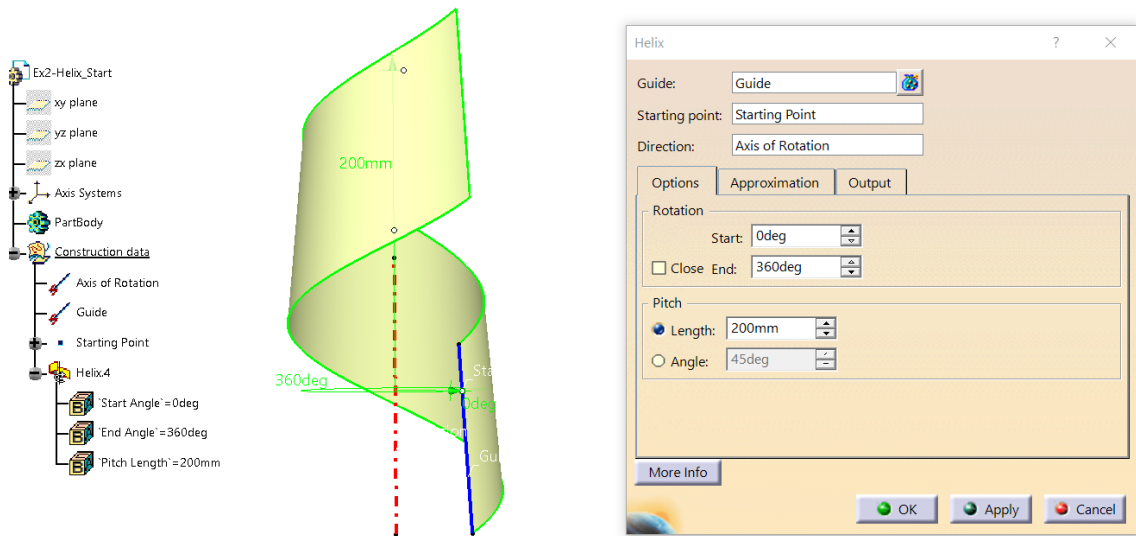 Ex2-Helix_Start
xy plane
yz plane
zx plane
Axis Systems
PartBody
Construction data
Axis of Rotation
Guide
Starting Point
Helix.4
`Start Angle`=0deg
`End Angle`=360deg
`Pitch Length`=200mm
200mm
360deg
0deg
Helix
?
Guide: Guide
Starting point: Starting Point
Direction: Axis of Rotation
Options Approximation Output
Rotation
Start: 0deg
Close End: 360deg
Pitch
Length: 200mm
Angle: 45deg
More Info
OK Apply Cancel